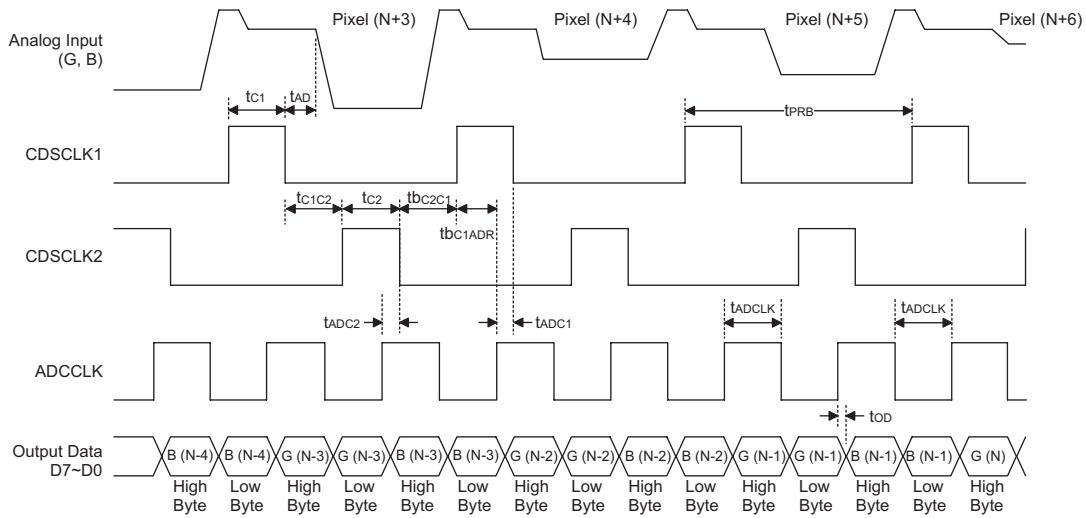 Pixel (N+3) Pixel (N+4) Pixel (N+5) Pixel (N+6)
Analog Input
(G, B)
tC1 tAD tPRB
CDSCLK1
tC1C2 tC2 tbC2C1
tbC1ADR
CDSCLK2
tADC2 tADC1 tADCLK tADCLK
ADCCLK
tOD
Output Data
D7~D0
B (N-4) B (N-4) G (N-3) G (N-3) B (N-3) B (N-3) G (N-2) G (N-2) B (N-2) B (N-2) G (N-1) G (N-1) B (N-1) B (N-1) G (N)
High Low High Low High Low High Low High Low High Low High Low High
Byte Byte Byte Byte Byte Byte Byte Byte Byte Byte Byte Byte Byte Byte Byte